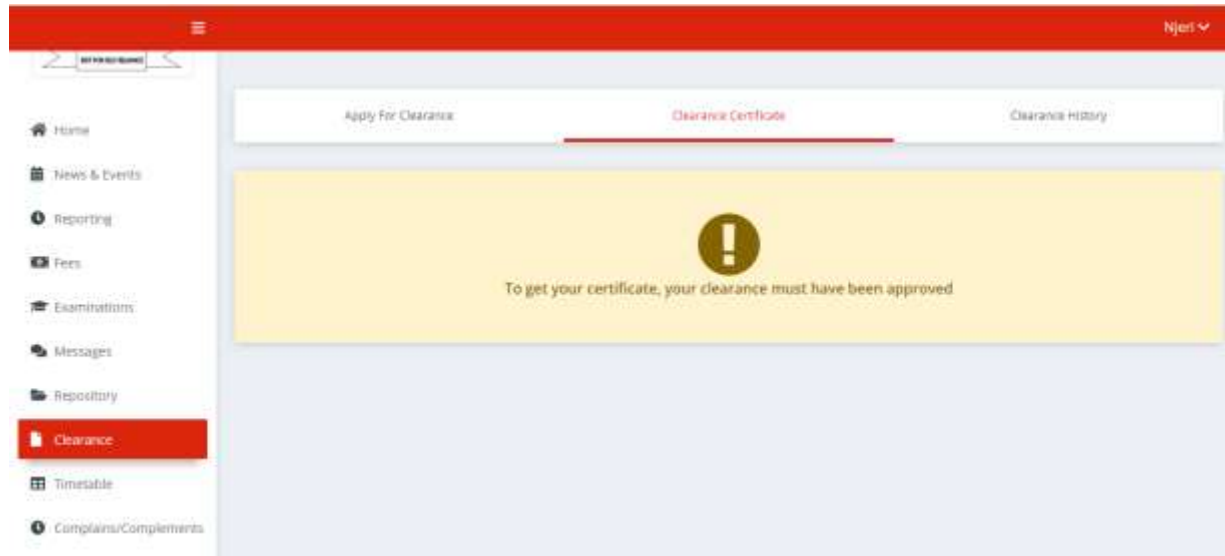 Njeri
Apply For Clearance
Clearance Certificate
Clearance History
Home
News & Events
Reporting
Fees
Examinations
Messages
Repository
Clearance
Timetable
Complains/Complements
To get your certificate, your clearance must have been approved